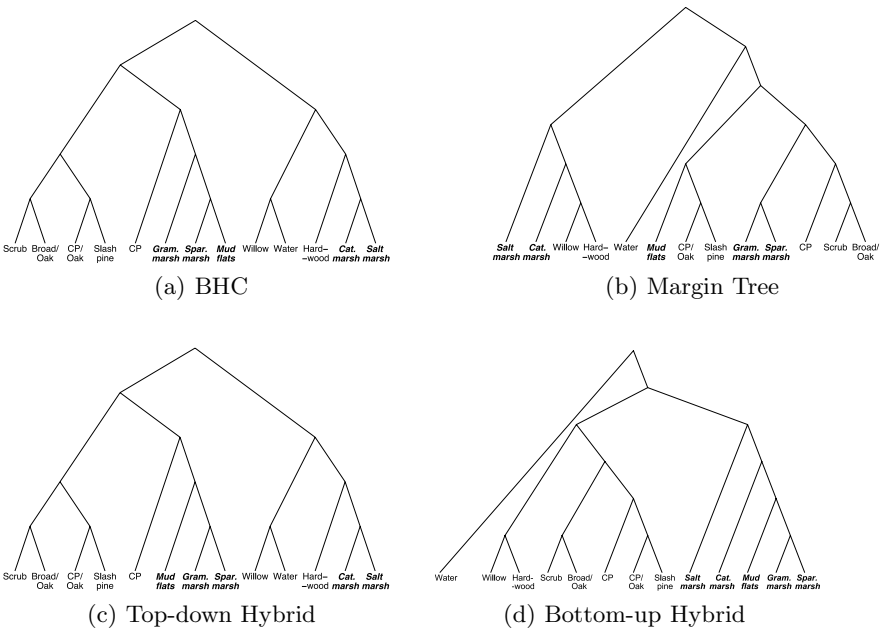 Scrub Broad/ CP/ Slash CP Gram. Spar. Mud Willow Water Hard– Cat. Salt
Oak Oak pine marsh marsh flats –wood marsh marsh
(a) BHC
Salt Cat. Willow Hard– Water Mud CP/ Slash Gram. Spar. CP Scrub Broad/
marsh marsh –wood flats Oak pine marsh marsh Oak
(b) Margin Tree
Scrub Broad/ CP/ Slash CP Mud Gram. Spar. Willow Water Hard– Cat. Salt
Oak Oak pine flats marsh marsh –wood marsh marsh
(c) Top-down Hybrid
Water Willow Hard- Scrub Broad/ CP CP/ Slash Salt Cat. Mud Gram. Spar.
-wood Oak Oak pine marsh marsh flats marsh marsh
(d) Bottom-up Hybrid